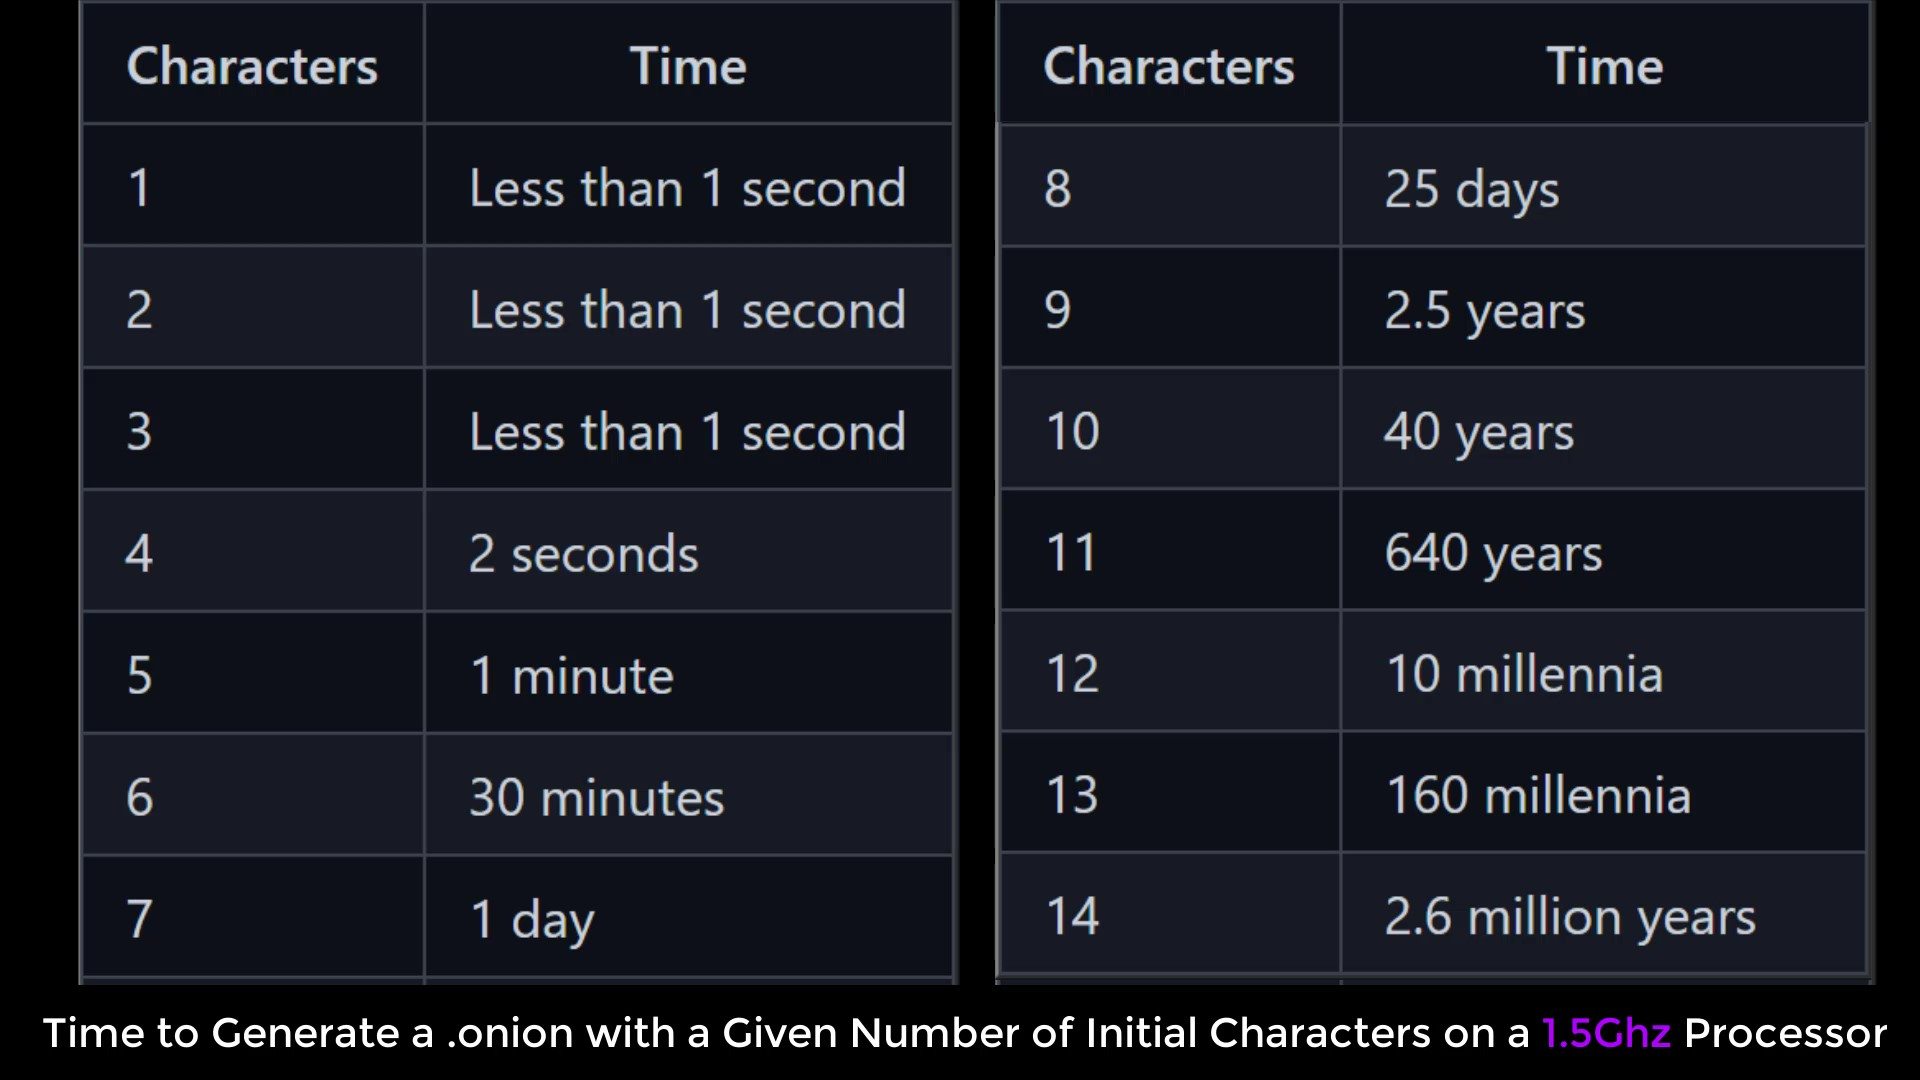 Characters Time
1 Less than 1 second
2 Less than 1 second
3 Less than 1 second
4 2 seconds
5 1 minute
6 30 minutes
7 1 day
Characters Time
8 25 days
9 2.5 years
10 40 years
11 640 years
12 10 millennia
13 160 millennia
14 2.6 million years
Time to Generate a .onion with a Given Number of Initial Characters on a 1.5Ghz Processor